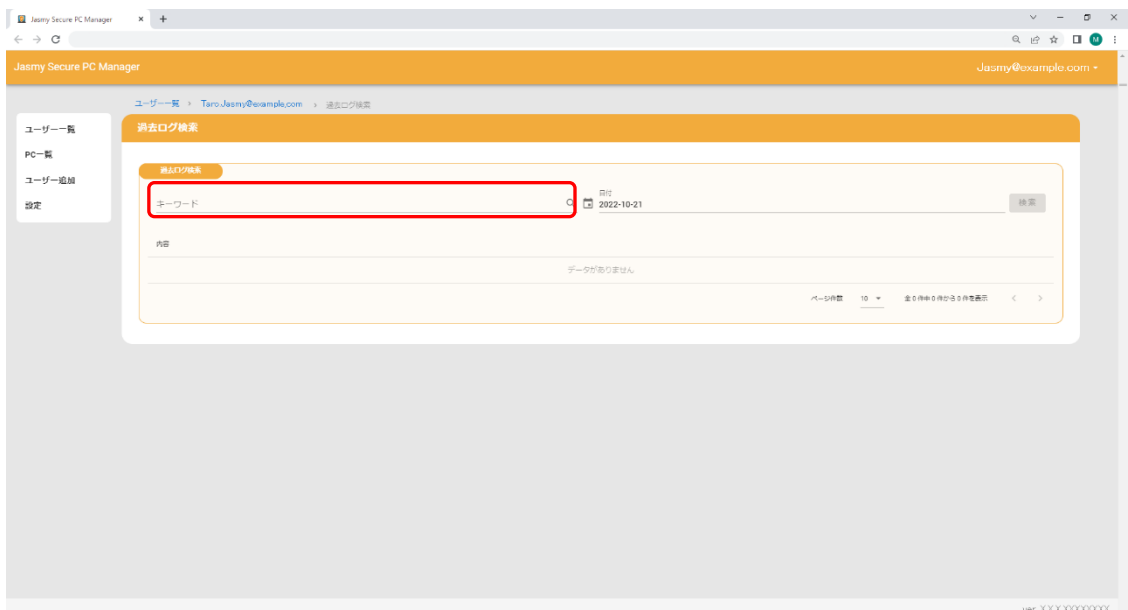 Jasmy Secure PC Manager
Jasmy Secure PC Manager
Jasmy@example.com
ユーザー一覧 > Taro.Jasmy@example.com > 過去ログ検索
ユーザー一覧
PC一覧
ユーザー追加
設定
過去ログ検索
過去ログ検索
キーワード
日付
2022-10-21
検索
内容
データがありません
ページ件数 10 全 0 件中 0 件から 0 件を表示
ver. X.X.X.XXXXXXXX